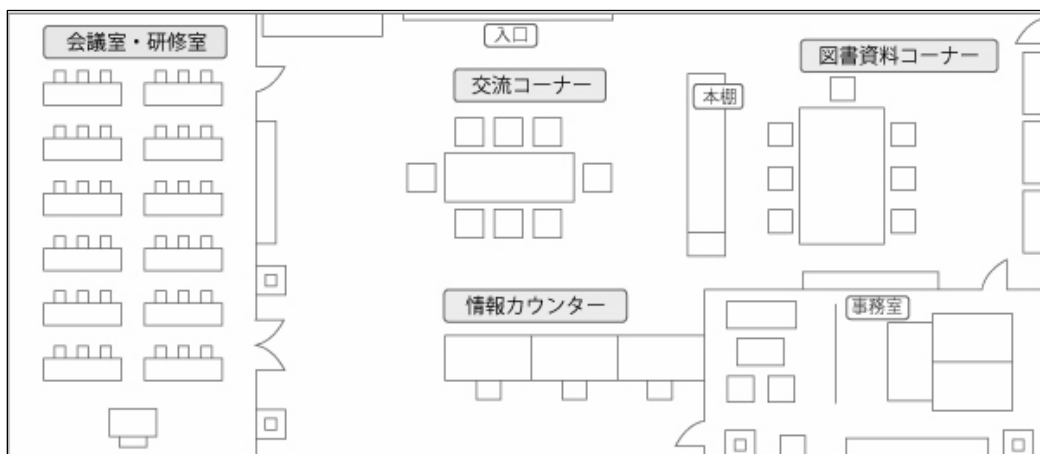 会議室・研修室
入口
図書資料コーナー
交流コーナー
本棚
情報カウンター
事務室